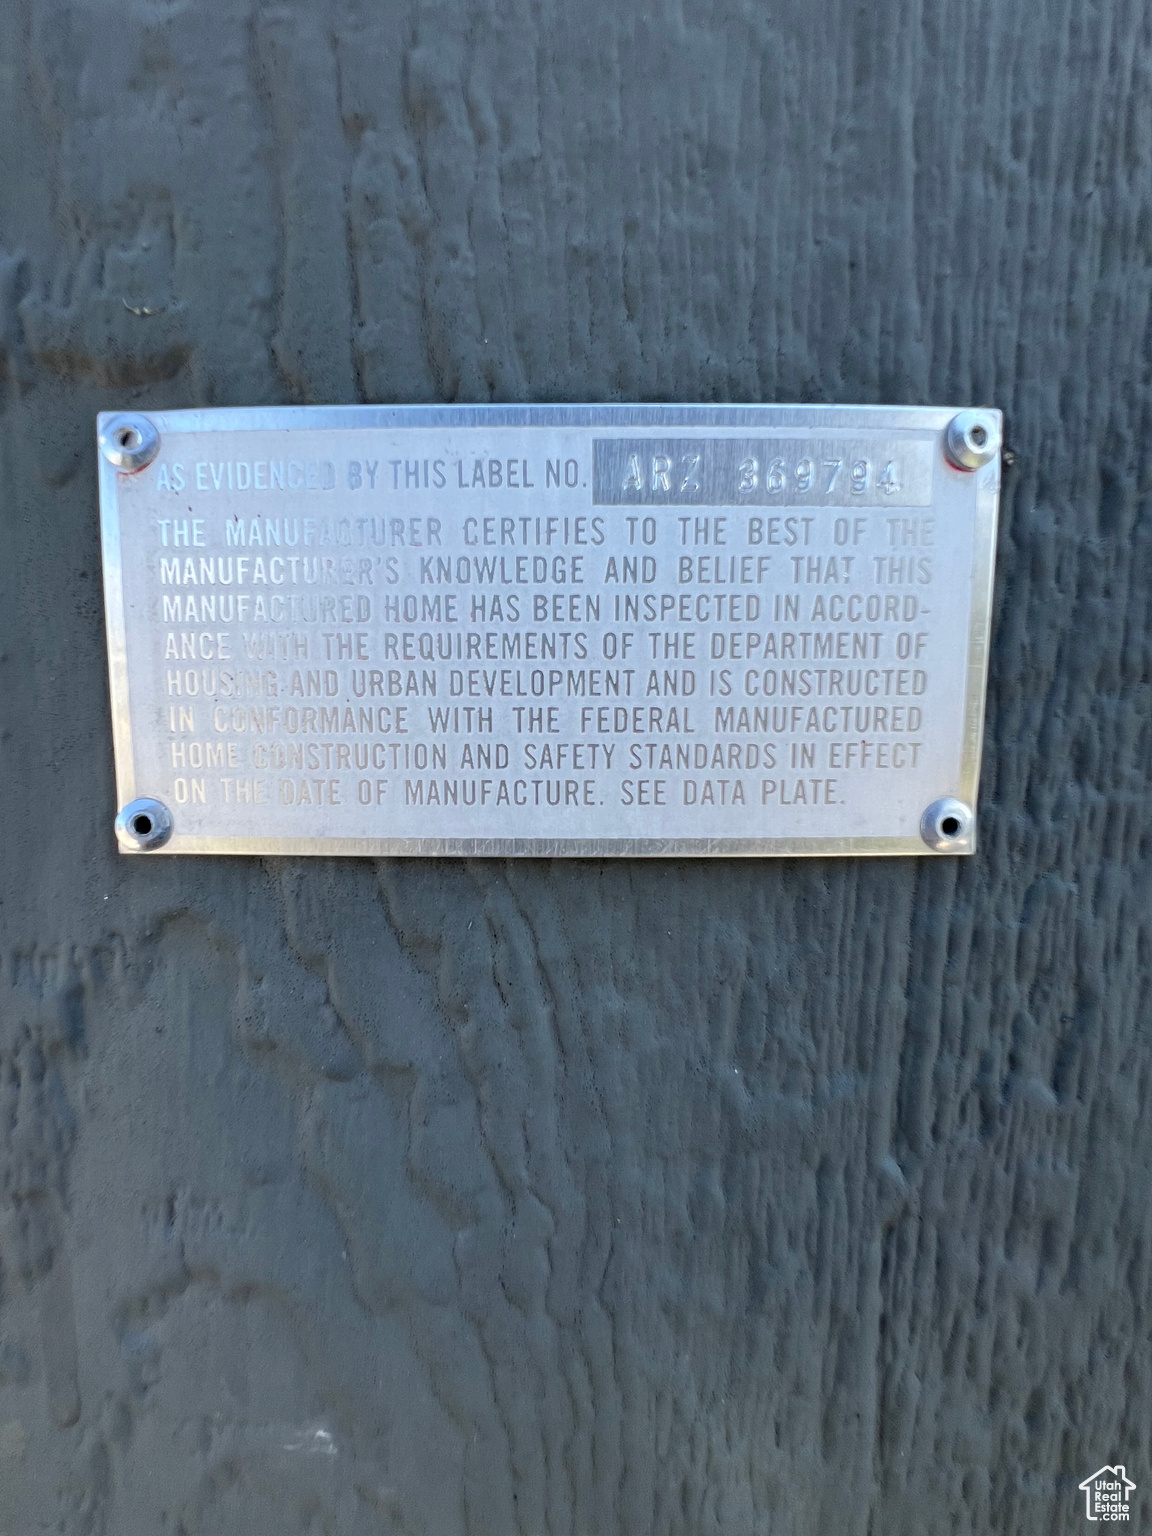 AS EVIDENCED BY THIS LABEL NO. ARZ 369794
THE MANUFACTURER CERTIFIES TO THE BEST OF THE
MANUFACTURER'S KNOWLEDGE AND BELIEF THAT THIS
MANUFACTURED HOME HAS BEEN INSPECTED IN ACCORD-
ANCE WITH THE REQUIREMENTS OF THE DEPARTMENT OF
HOUSING AND URBAN DEVELOPMENT AND IS CONSTRUCTED
IN CONFORMANCE WITH THE FEDERAL MANUFACTURED
HOME CONSTRUCTION AND SAFETY STANDARDS IN EFFECT
ON THE DATE OF MANUFACTURE. SEE DATA PLATE.
Utah
Real
Estate
.com